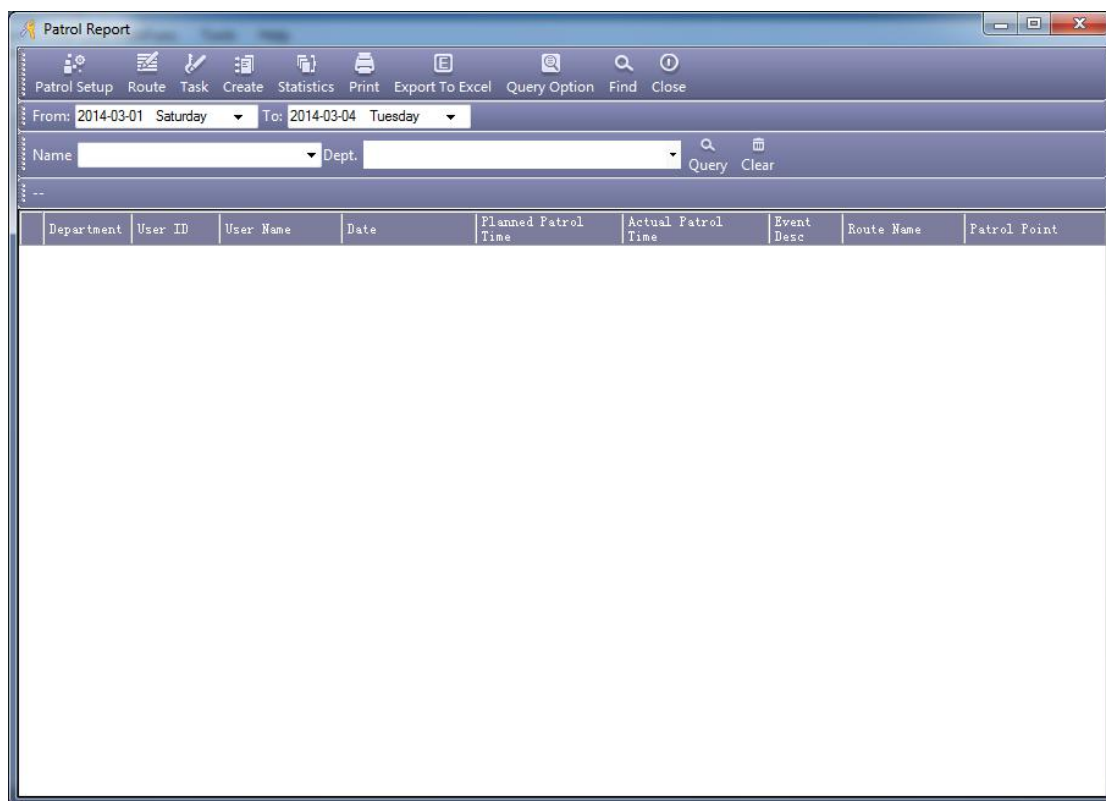 Patrol Report
Patrol Setup Route Task Create Statistics Print Export To Excel Query Option Find Close
From: 2014-03-01 Saturday To: 2014-03-04 Tuesday
Name Dept. Query Clear
--
Department User ID User Name Date Planned Patrol Time Actual Patrol Time Event Desc Route Name Patrol Point